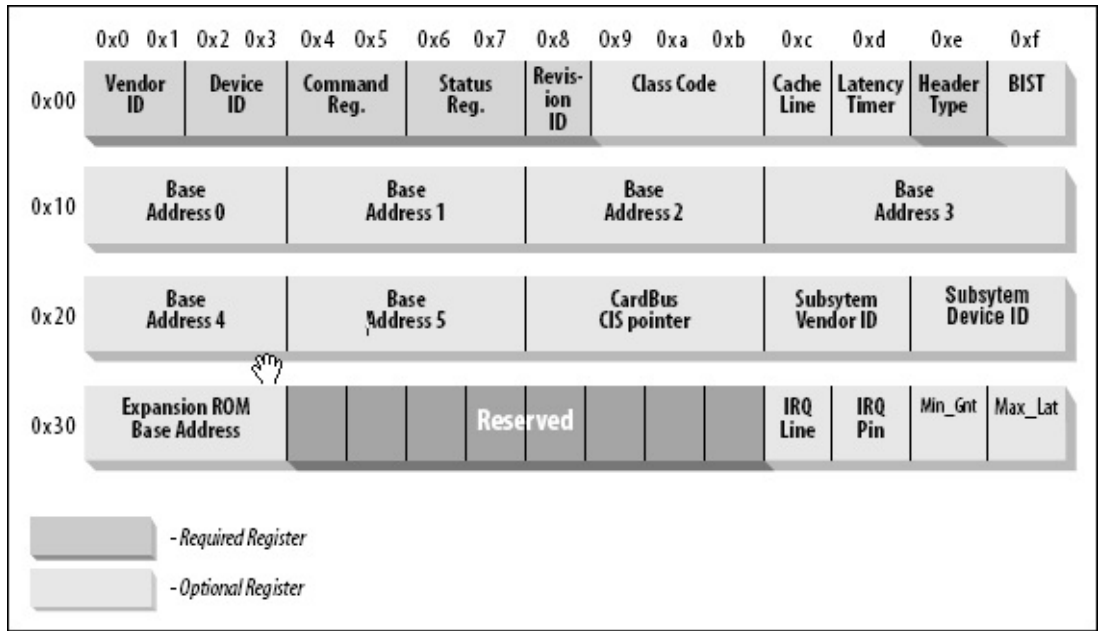 0x0 0x1 0x2 0x3 0x4 0x5 0x6 0x7 0x8 0x9 0xa 0xb 0xc 0xd 0xe 0xf
0x00
Vendor
ID
Device
ID
Command
Reg.
Status
Reg.
Revis-
ion
ID
Class Code
Cache
Line
Latency
Timer
Header
Type
BIST
0x10
Base
Address 0
Base
Address 1
Base
Address 2
Base
Address 3
0x20
Base
Address 4
Base
Address 5
CardBus
CIS pointer
Subsytem
Vendor ID
Subsytem
Device ID
0x30
Expansion ROM
Base Address
Reserved
IRQ
Line
IRQ
Pin
Min_Gnt
Max_Lat
- Required Register
- Optional Register